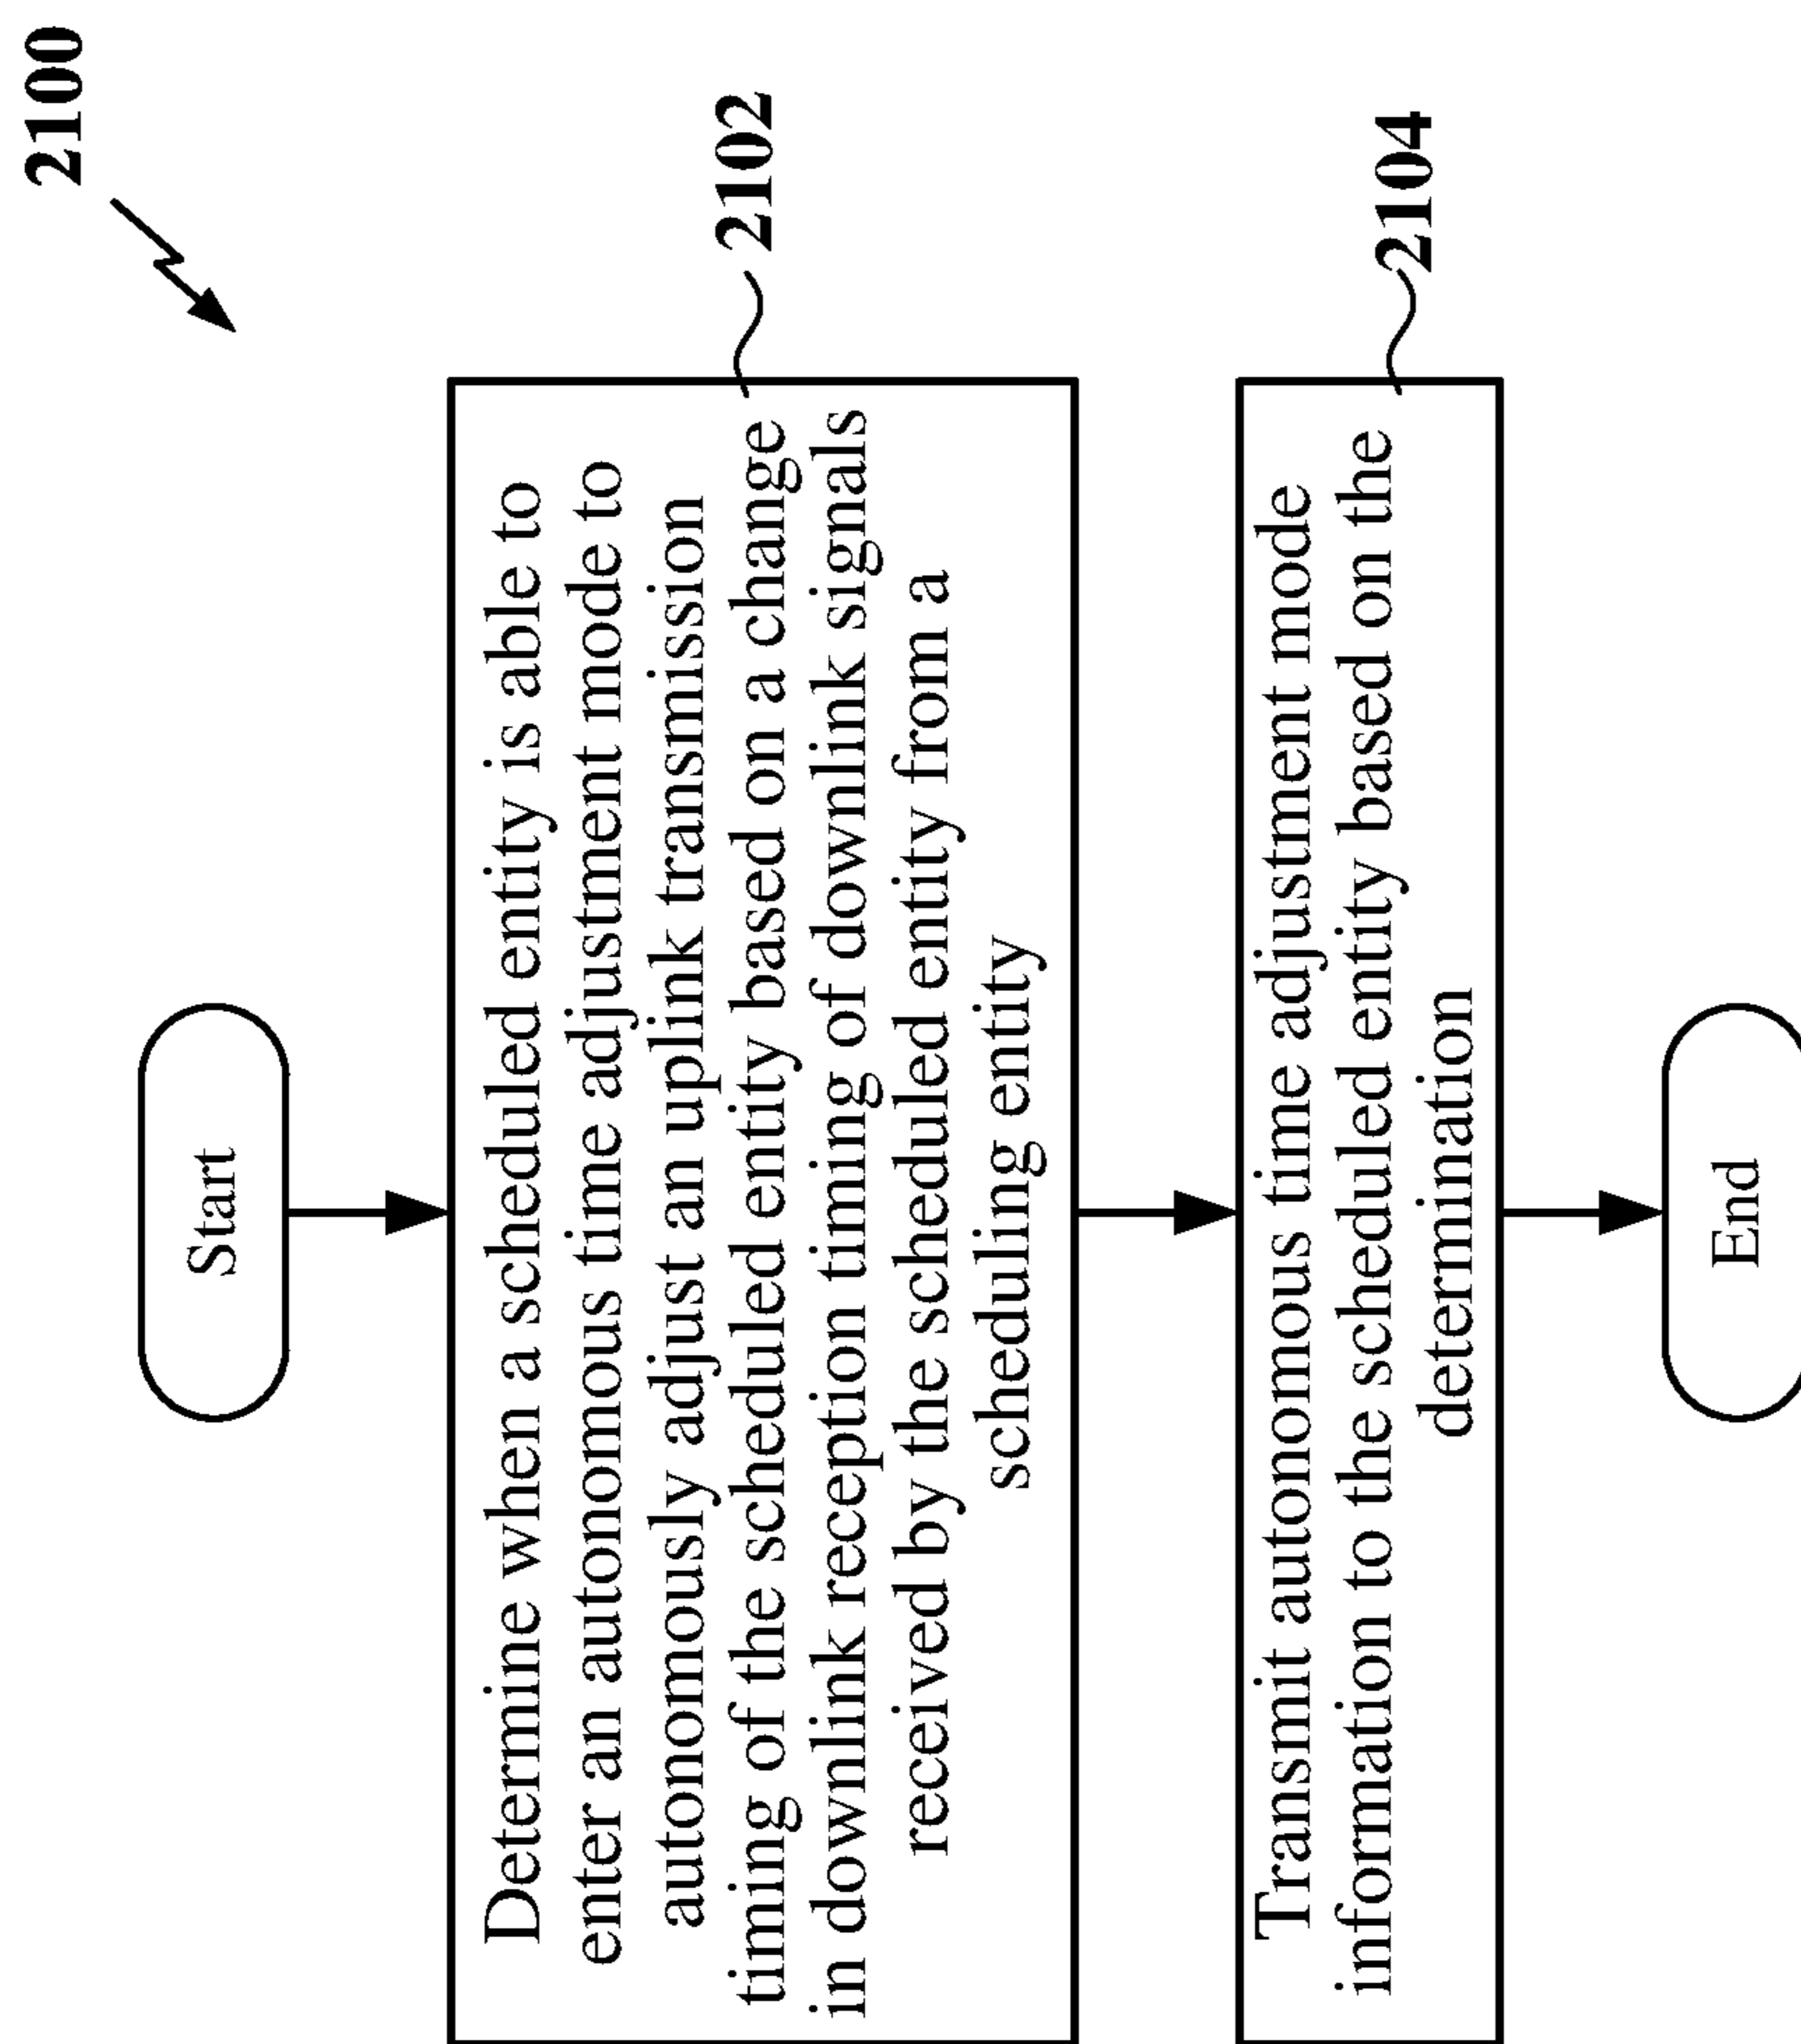 2100
Start
Determine when a scheduled entity is able to
enter an autonomous time adjustment mode to
autonomously adjust an uplink transmission
timing of the scheduled entity based on a change
in downlink reception timing of downlink signals
received by the scheduled entity from a
scheduling entity
2102
Transmit autonomous time adjustment mode
information to the scheduled entity based on the
determination
2104
End